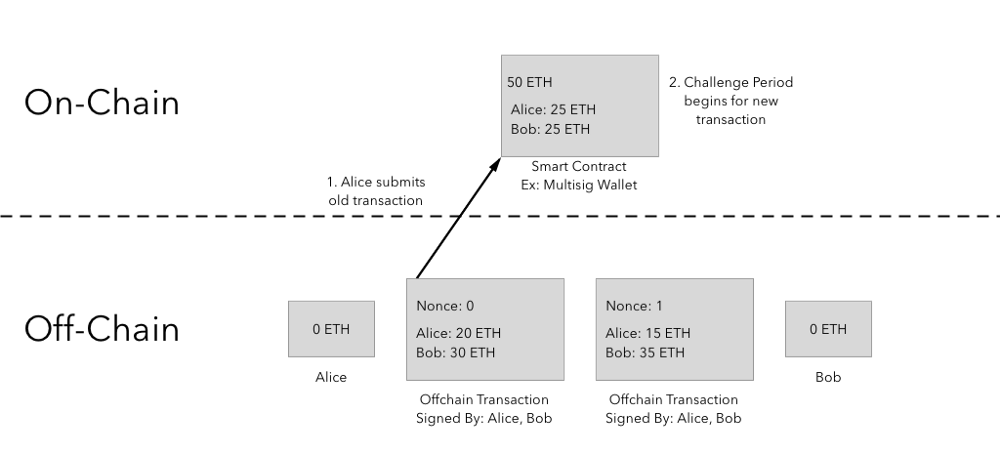 On-Chain
50 ETH
Alice: 25 ETH
Bob: 25 ETH
2. Challenge Period
begins for new
transaction
Smart Contract
Ex: Multisig Wallet
1. Alice submits
old transaction
Off-Chain
0 ETH
Alice
Nonce: 0
Alice: 20 ETH
Bob: 30 ETH
Offchain Transaction
Signed By: Alice, Bob
Nonce: 1
Alice: 15 ETH
Bob: 35 ETH
Offchain Transaction
Signed By: Alice, Bob
0 ETH
Bob